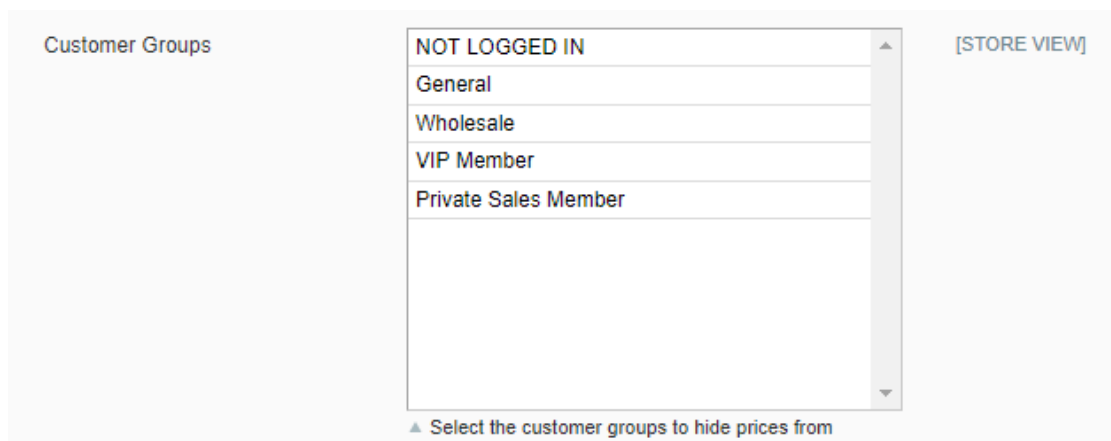 Customer Groups
NOT LOGGED IN
[STORE VIEW]
General
Wholesale
VIP Member
Private Sales Member
Select the customer groups to hide prices from